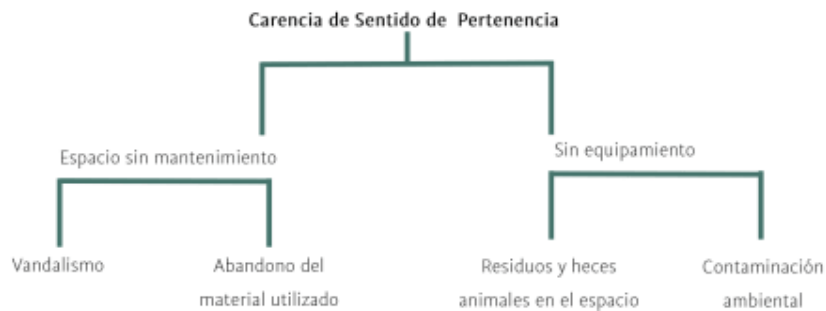 Carencia de Sentido de Pertenencia
Espacio sin mantenimiento
Sin equipamiento
Vandalismo
Abandono del
material utilizado
Residuos y heces
animales en el espacio
Contaminación
ambiental